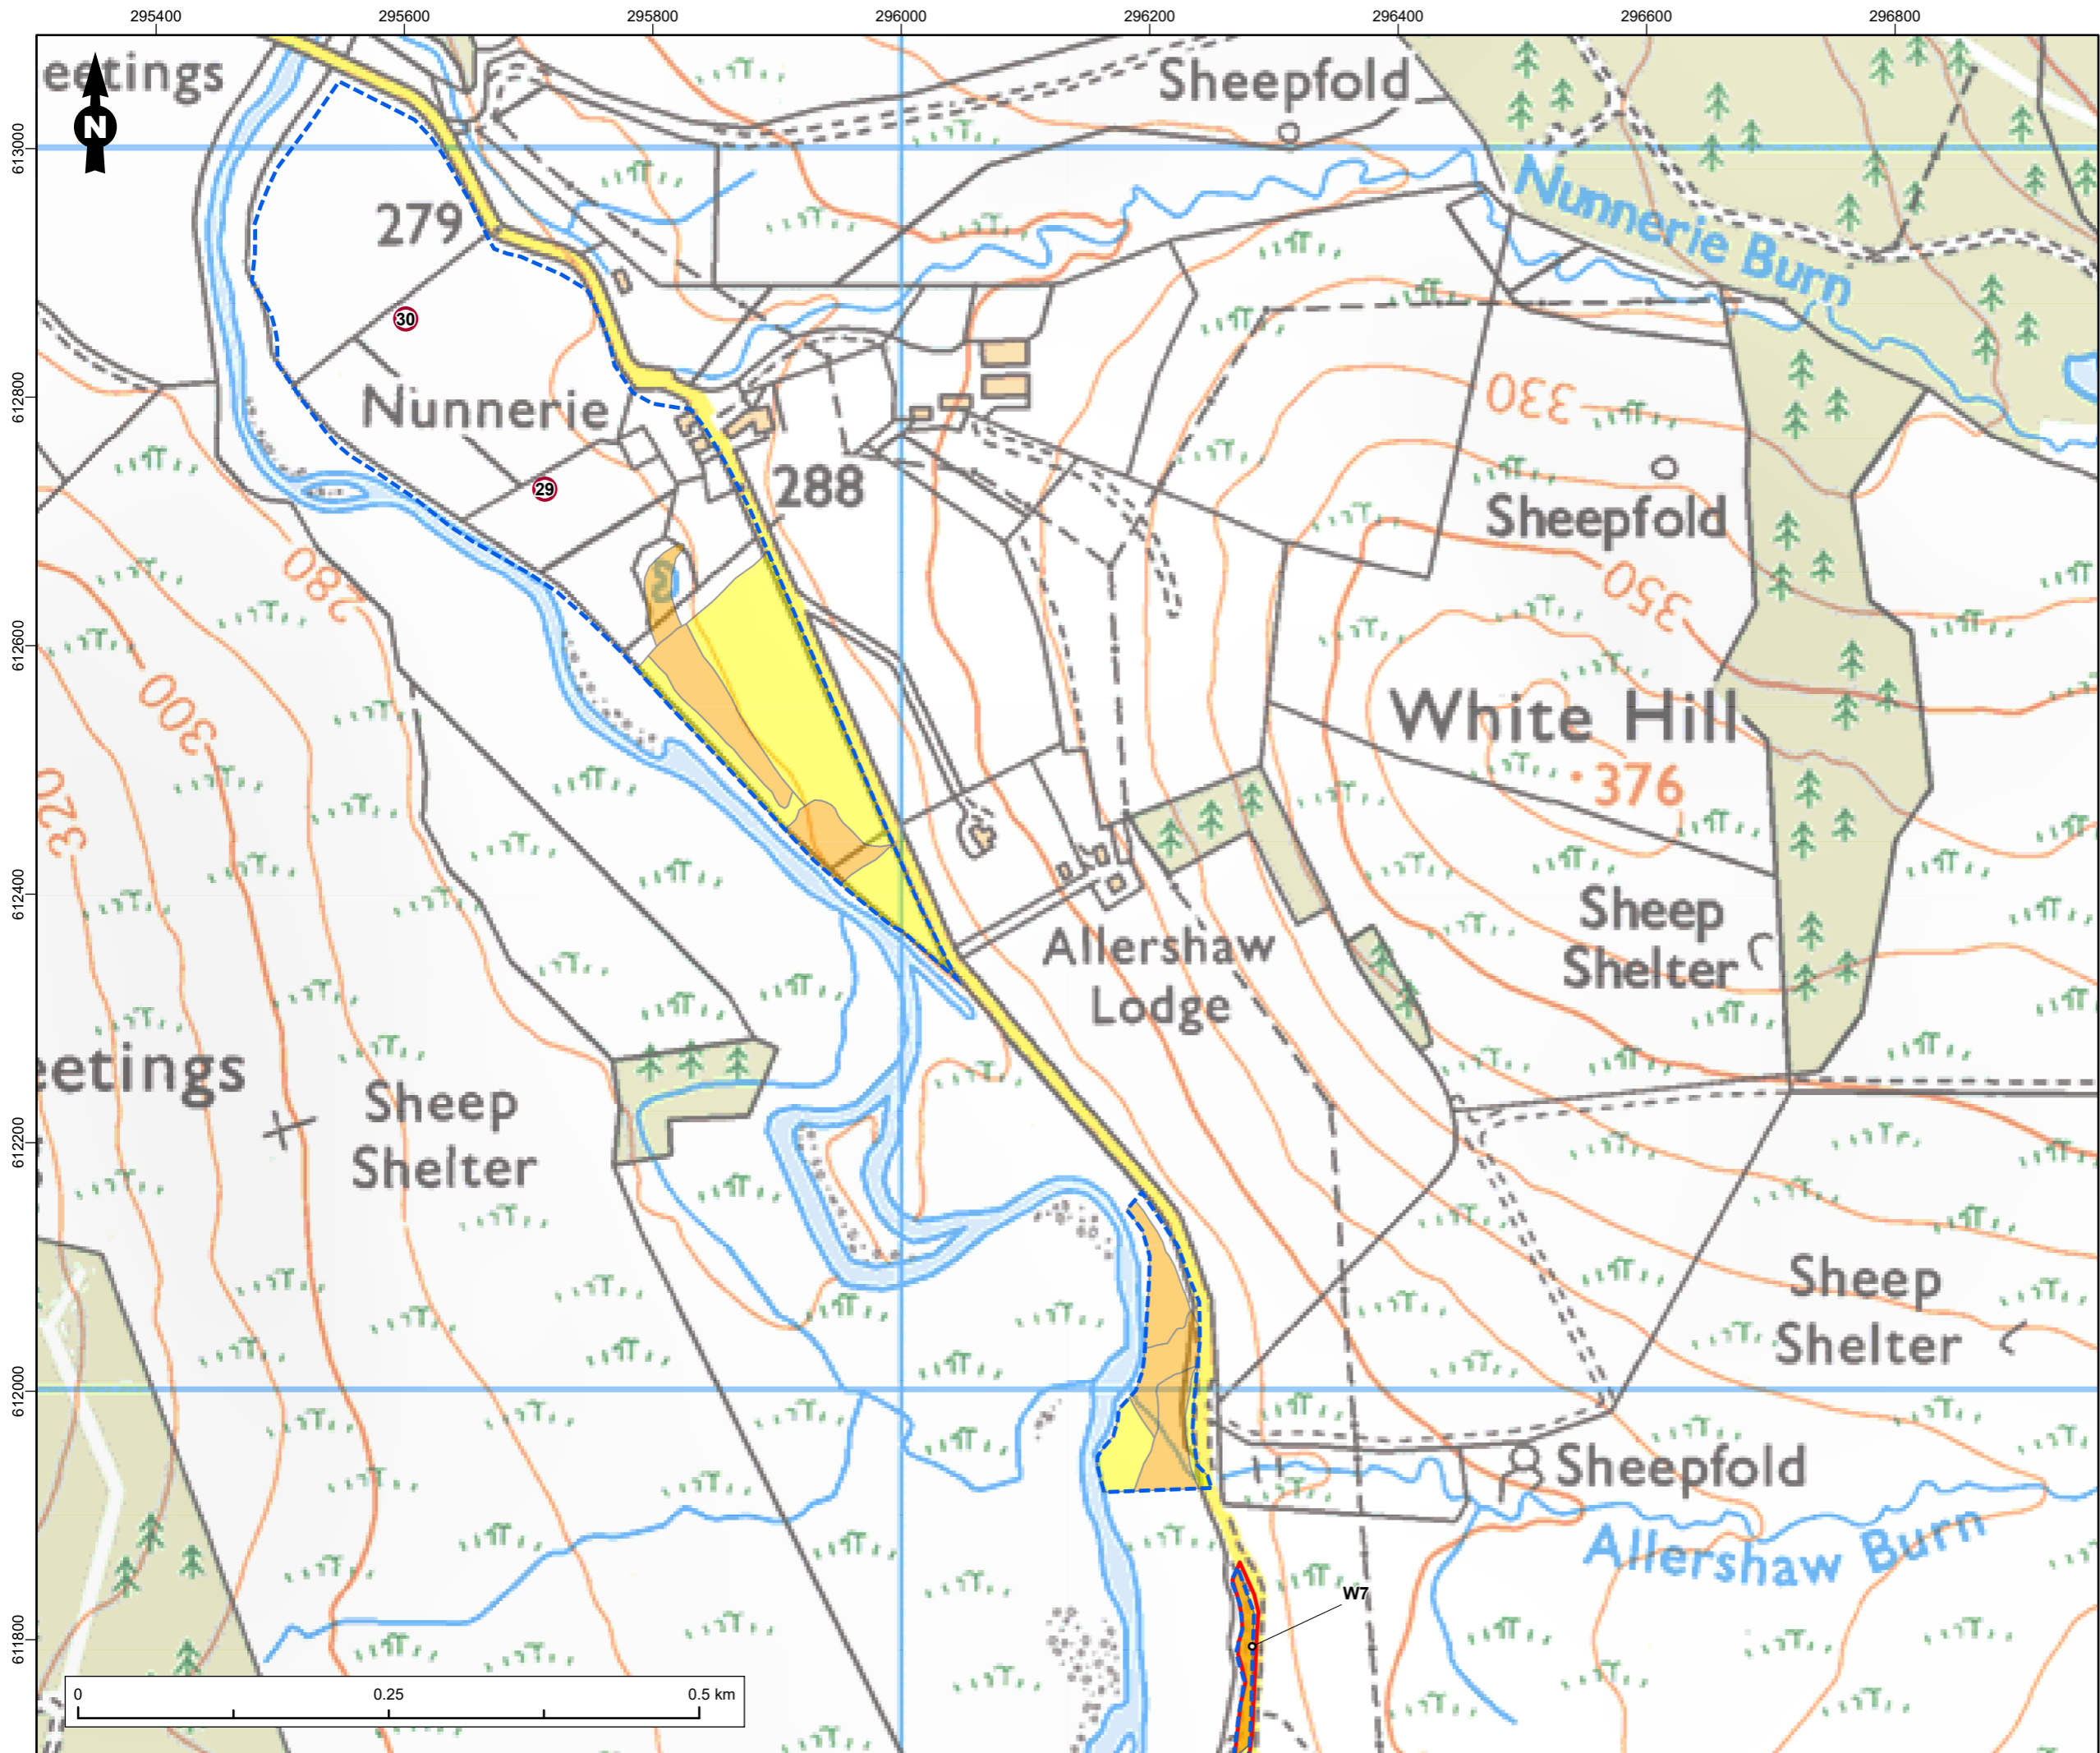 295400 295600 295800 296000 296200 296400 296600 296800
eetings
Sheepfold
N
613000
Nunnerie Burn
279
30
612800
Nunnerie
330
29
288
Sheepfold
280
350
612600
300
White Hill
376
320
612400
Sheep
Shelter
Allershaw
Lodge
eetings
Sheep
Shelter
612200
Sheep
Shelter
612000
Sheepfold
Allershaw Burn
W7
611800
0 0.25 0.5 km